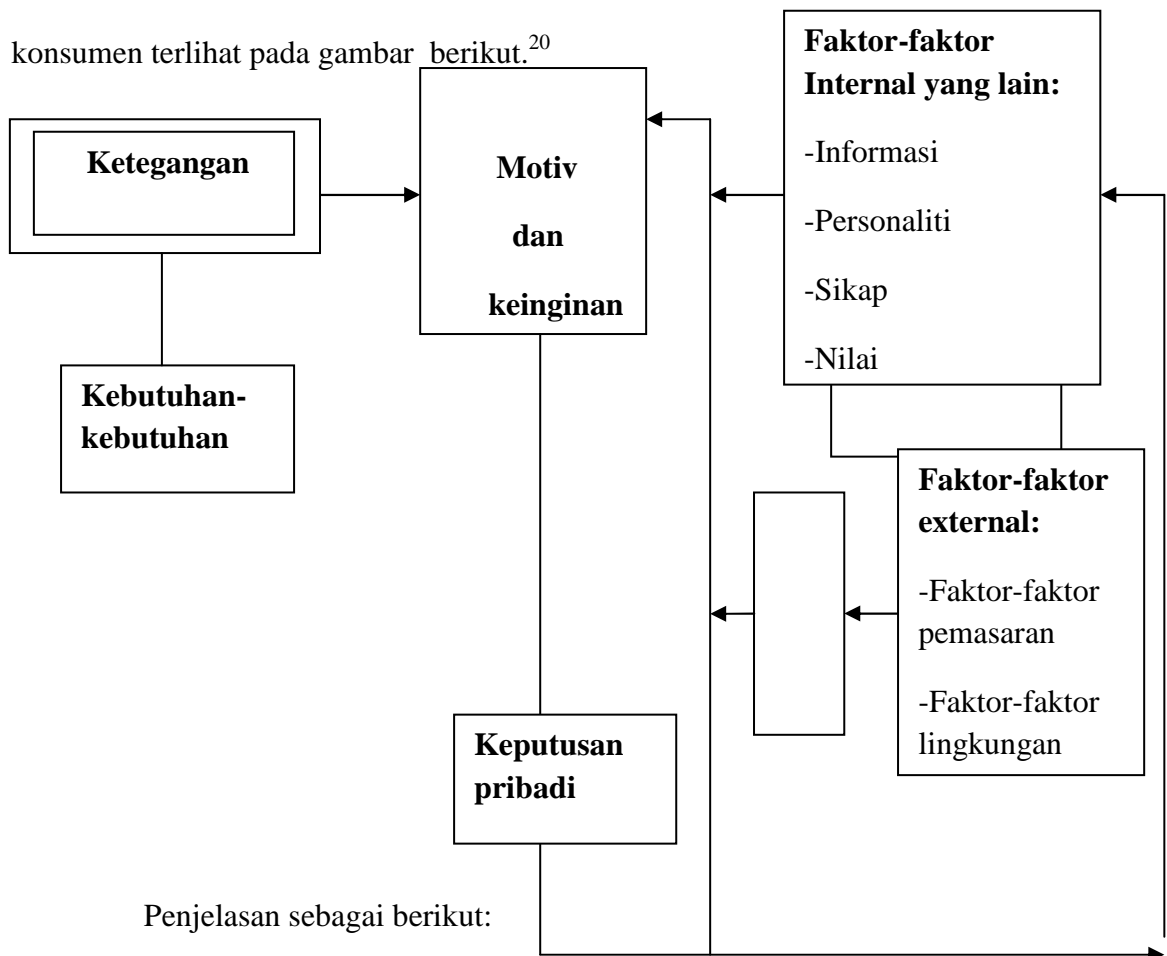 konsumen terlihat pada gambar berikut.20
Ketegangan
Motiv
dan
keinginan
Kebutuhan-
kebutuhan
Faktor-faktor
Internal yang lain:
-Informasi
-Personaliti
-Sikap
-Nilai
Faktor-faktor
external:
-Faktor-faktor
pemasaran
-Faktor-faktor
lingkungan
Keputusan
pribadi
Penjelasan sebagai berikut: